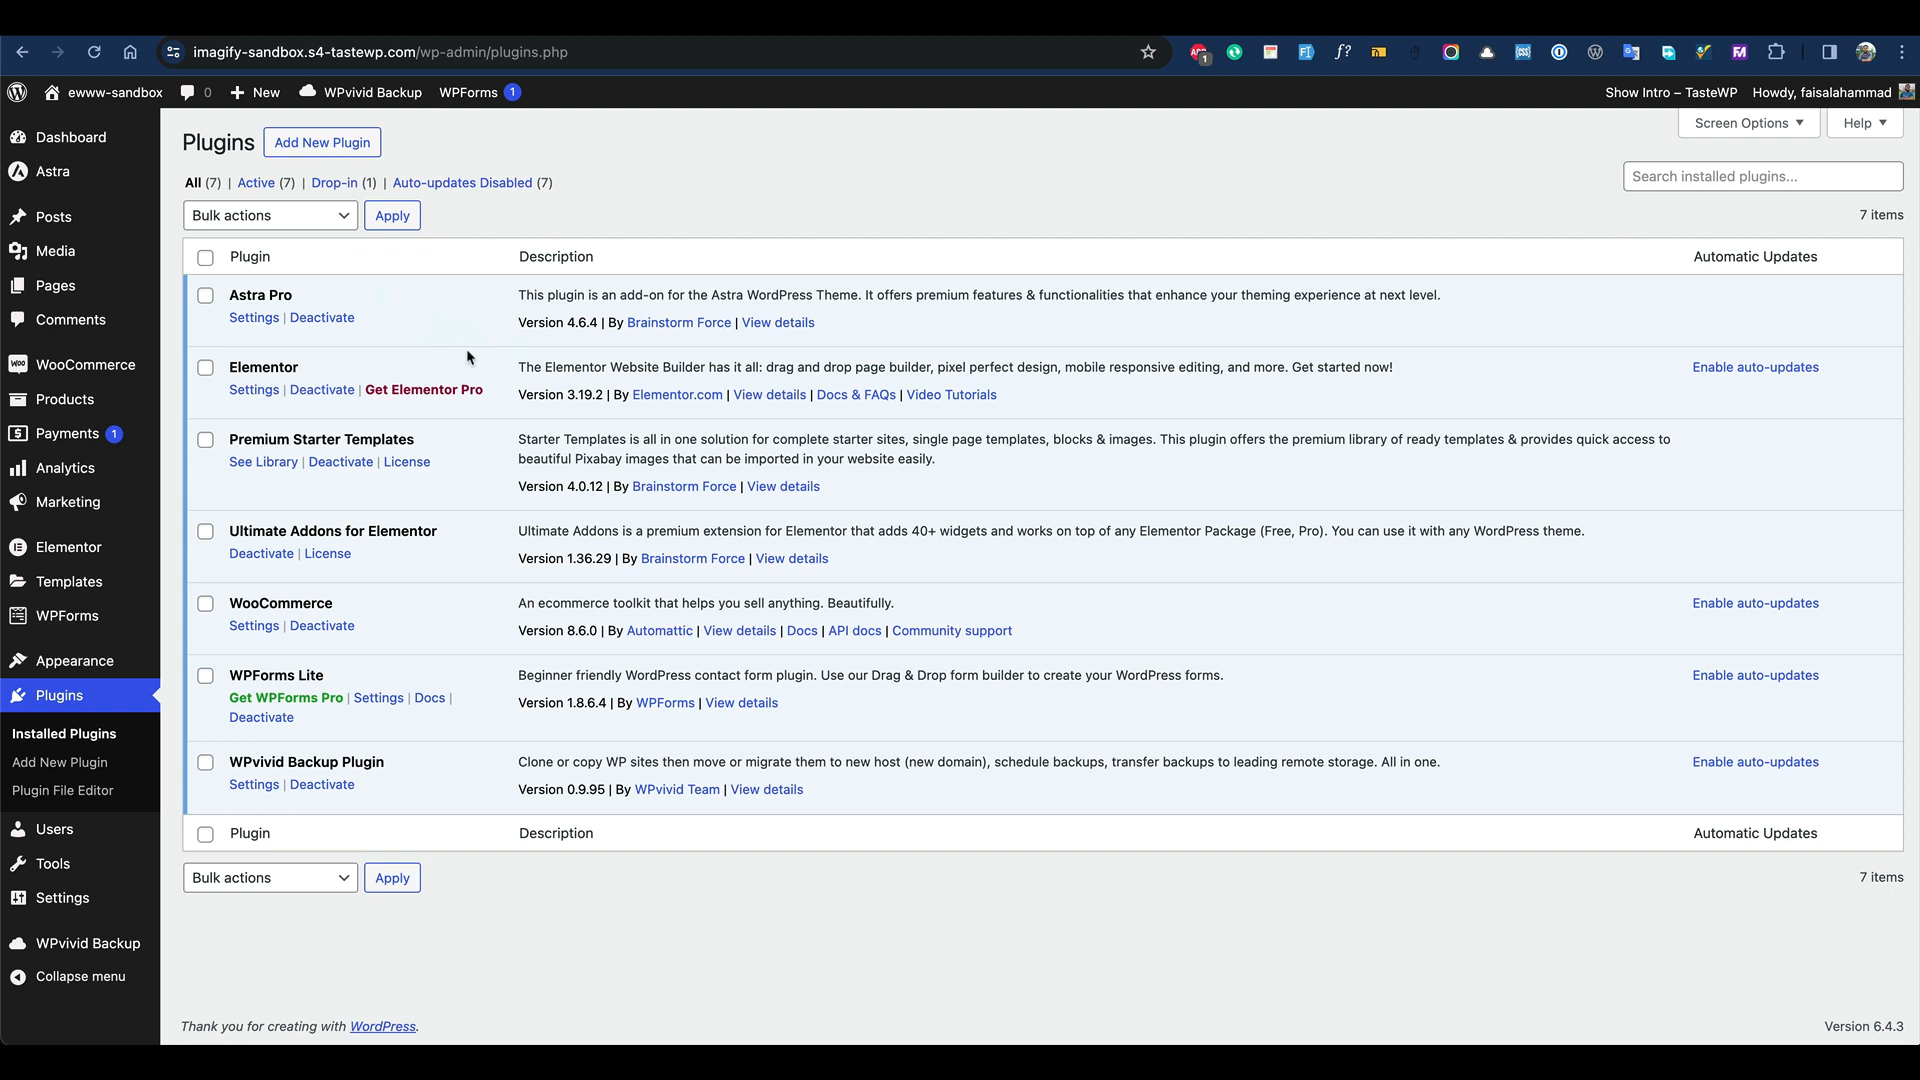 imagify-sandbox.s4-tastewp.com/wp-admin/plugins.php
ewww-sandbox 0 New WPvivid Backup WPForms 1 Show Intro – TasteWP Howdy, faisalahammad
Dashboard
Astra
Posts
Media
Pages
Comments
WooCommerce
Products
Payments 1
Analytics
Marketing
Elementor
Templates
WPForms
Appearance
Plugins
Installed Plugins
Add New Plugin
Plugin File Editor
Users
Tools
Settings
WPvivid Backup
Collapse menu
Screen Options Help
Plugins Add New Plugin
All (7) | Active (7) | Drop-in (1) | Auto-updates Disabled (7)
Search installed plugins...
Bulk actions Apply 7 items
Plugin Description Automatic Updates
Astra Pro
Settings | Deactivate
This plugin is an add-on for the Astra WordPress Theme. It offers premium features & functionalities that enhance your theming experience at next level.
Version 4.6.4 | By Brainstorm Force | View details
Elementor
Settings | Deactivate | Get Elementor Pro
The Elementor Website Builder has it all: drag and drop page builder, pixel perfect design, mobile responsive editing, and more. Get started now!
Version 3.19.2 | By Elementor.com | View details | Docs & FAQs | Video Tutorials
Enable auto-updates
Premium Starter Templates
See Library | Deactivate | License
Starter Templates is all in one solution for complete starter sites, single page templates, blocks & images. This plugin offers the premium library of ready templates & provides quick access to
beautiful Pixabay images that can be imported in your website easily.
Version 4.0.12 | By Brainstorm Force | View details
Ultimate Addons for Elementor
Deactivate | License
Ultimate Addons is a premium extension for Elementor that adds 40+ widgets and works on top of any Elementor Package (Free, Pro). You can use it with any WordPress theme.
Version 1.36.29 | By Brainstorm Force | View details
WooCommerce
Settings | Deactivate
An ecommerce toolkit that helps you sell anything. Beautifully.
Version 8.6.0 | By Automattic | View details | Docs | API docs | Community support
Enable auto-updates
WPForms Lite
Get WPForms Pro | Settings | Docs |
Deactivate
Beginner friendly WordPress contact form plugin. Use our Drag & Drop form builder to create your WordPress forms.
Version 1.8.6.4 | By WPForms | View details
Enable auto-updates
WPvivid Backup Plugin
Settings | Deactivate
Clone or copy WP sites then move or migrate them to new host (new domain), schedule backups, transfer backups to leading remote storage. All in one.
Version 0.9.95 | By WPvivid Team | View details
Enable auto-updates
Plugin Description Automatic Updates
Bulk actions Apply 7 items
Thank you for creating with WordPress. Version 6.4.3